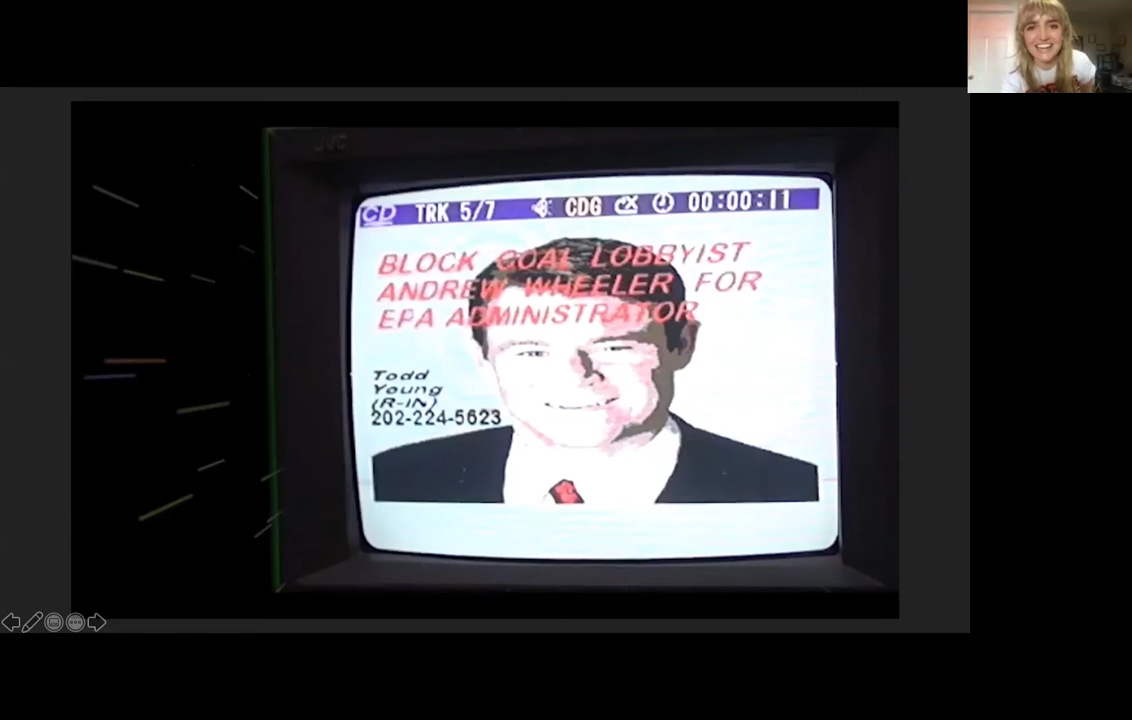 JVC
CD TRK 5/7 CDG 00:00:11
BLOCK COAL LOBBYIST
ANDREW WHEELER FOR
EPA ADMINISTRATOR
Todd
Young
(R-IN)
202-224-5623